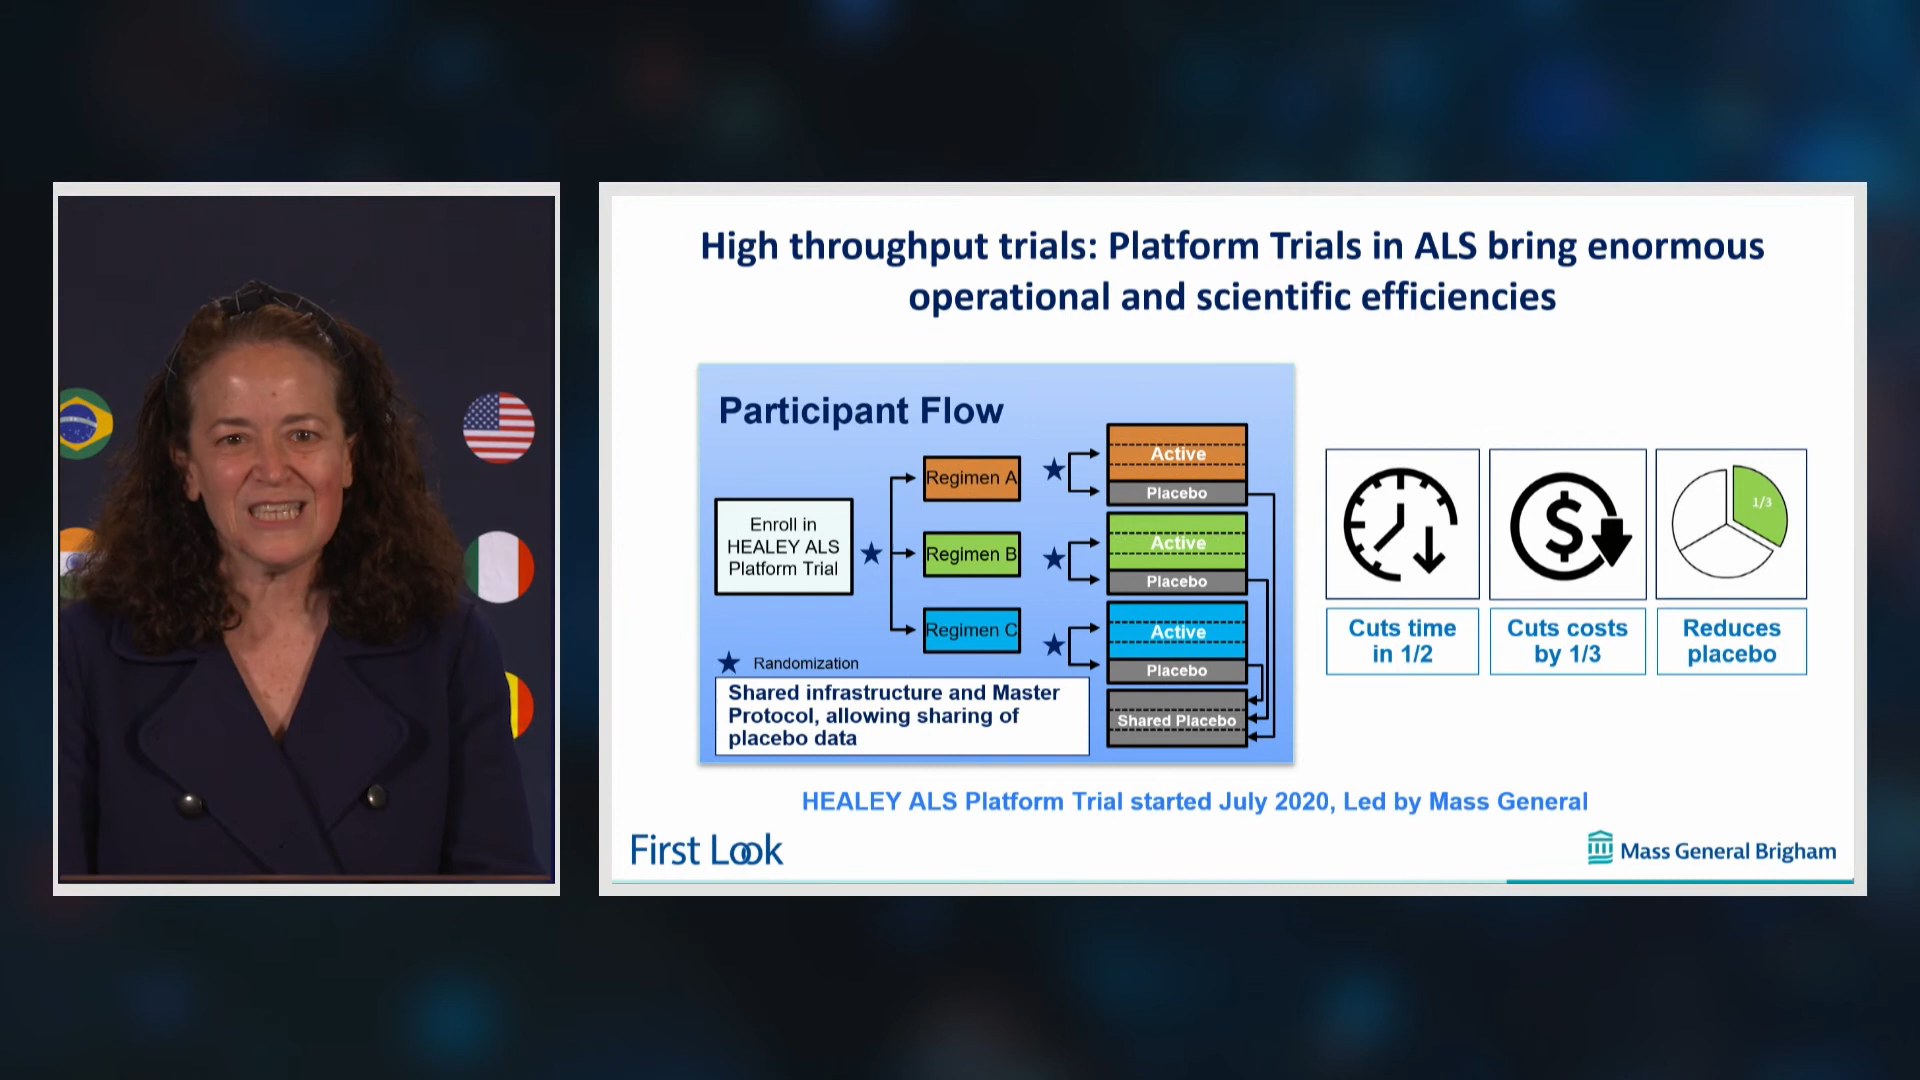 High throughput trials: Platform Trials in ALS bring enormous
operational and scientific efficiencies
Participant Flow
Enroll in
HEALEY ALS
Platform Trial
Regimen A
Regimen B
Regimen C
Active
Placebo
Active
Placebo
Active
Placebo
Shared Placebo
Randomization
Shared infrastructure and Master
Protocol, allowing sharing of
placebo data
1/3
Cuts time
in 1/2
Cuts costs
by 1/3
Reduces
placebo
HEALEY ALS Platform Trial started July 2020, Led by Mass General
First Look
Mass General Brigham